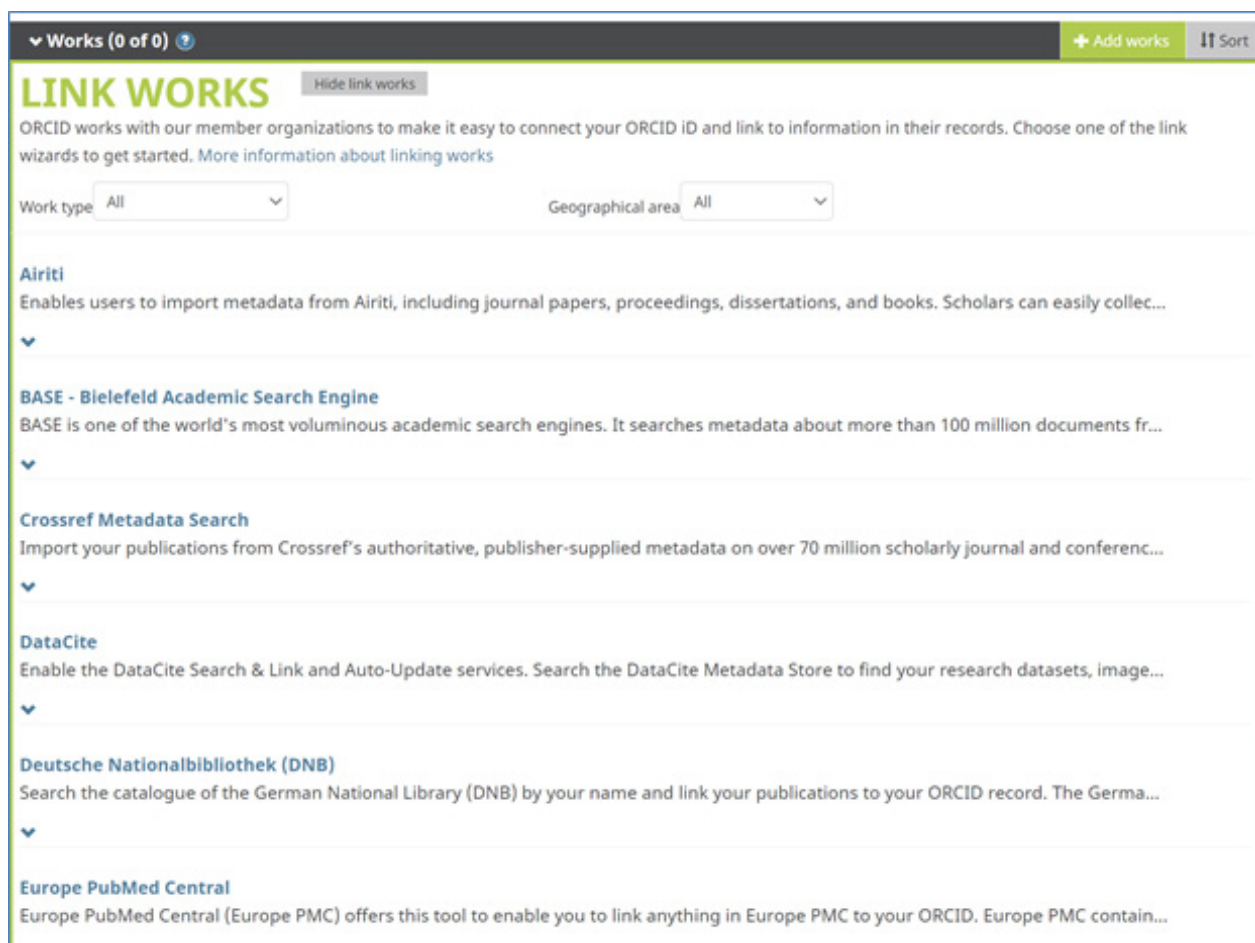 Works (0 of 0) ?
+ Add works
Sort
LINK WORKS
Hide link works
ORCID works with our member organizations to make it easy to connect your ORCID iD and link to information in their records. Choose one of the link
wizards to get started. More information about linking works
Work type All
Geographical area All
Airiti
Enables users to import metadata from Airiti, including journal papers, proceedings, dissertations, and books. Scholars can easily collec...
BASE - Bielefeld Academic Search Engine
BASE is one of the world's most voluminous academic search engines. It searches metadata about more than 100 million documents fr...
Crossref Metadata Search
Import your publications from Crossref's authoritative, publisher-supplied metadata on over 70 million scholarly journal and conferenc...
DataCite
Enable the DataCite Search & Link and Auto-Update services. Search the DataCite Metadata Store to find your research datasets, image...
Deutsche Nationalbibliothek (DNB)
Search the catalogue of the German National Library (DNB) by your name and link your publications to your ORCID record. The Germa...
Europe PubMed Central
Europe PubMed Central (Europe PMC) offers this tool to enable you to link anything in Europe PMC to your ORCID. Europe PMC contain...